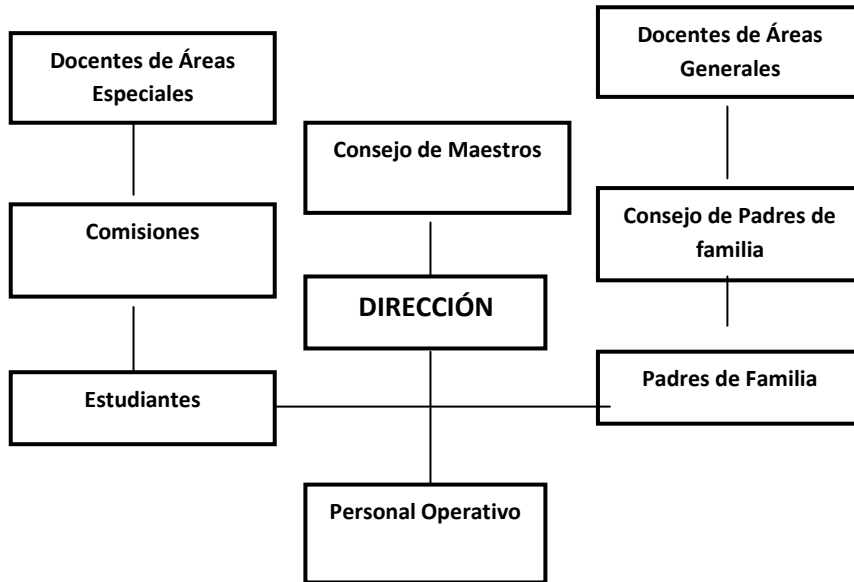 Docentes de Áreas
Especiales
Docentes de Áreas
Generales
Consejo de Maestros
Comisiones
Consejo de Padres de
familia
DIRECCIÓN
Estudiantes
Padres de Familia
Personal Operativo